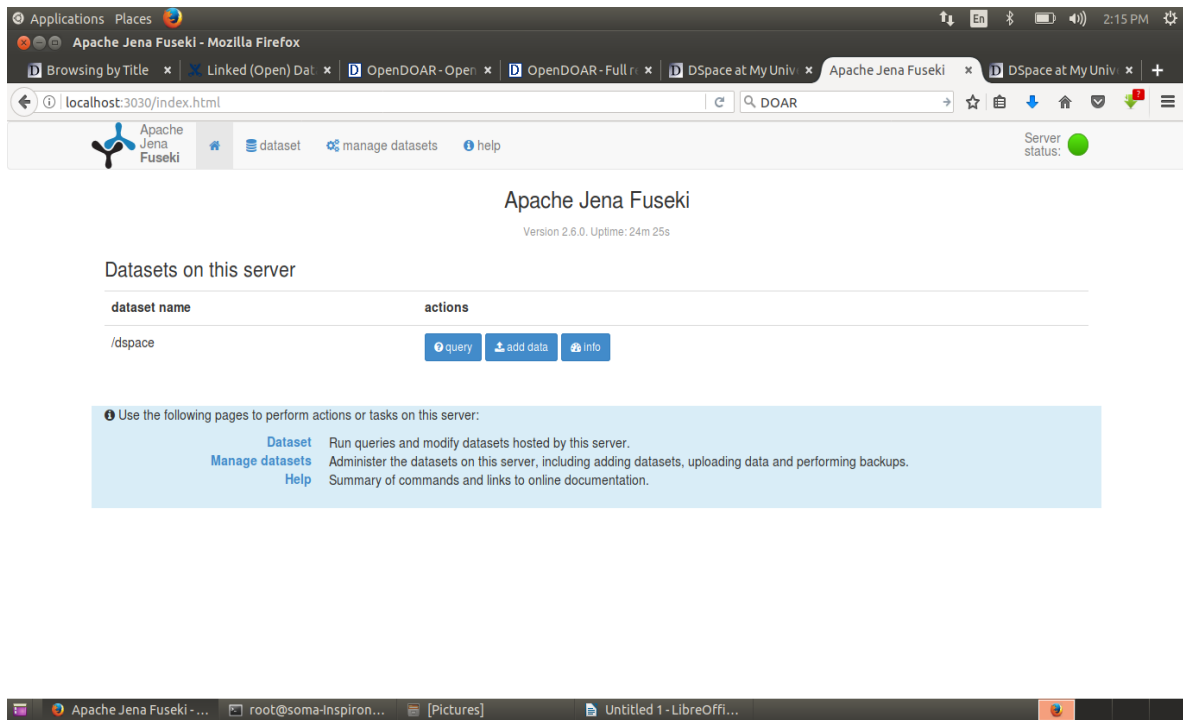 Applications Places En 2:15 PM
Apache Jena Fuseki - Mozilla Firefox
Browsing by Title Linked (Open) Dat OpenDOAR - Open OpenDOAR - Full re DSpace at My Univ Apache Jena Fuseki DSpace at My Univ
localhost:3030/index.html DOAR
Apache
Jena
Fuseki
dataset manage datasets help
Server
status:
Apache Jena Fuseki
Version 2.6.0. Uptime: 24m 25s
Datasets on this server
dataset name actions
/dspace query add data info
Use the following pages to perform actions or tasks on this server:
Dataset Run queries and modify datasets hosted by this server.
Manage datasets Administer the datasets on this server, including adding datasets, uploading data and performing backups.
Help Summary of commands and links to online documentation.
Apache Jena Fuseki - ... root@soma-Inspiron... [Pictures] Untitled 1 - LibreOffi...